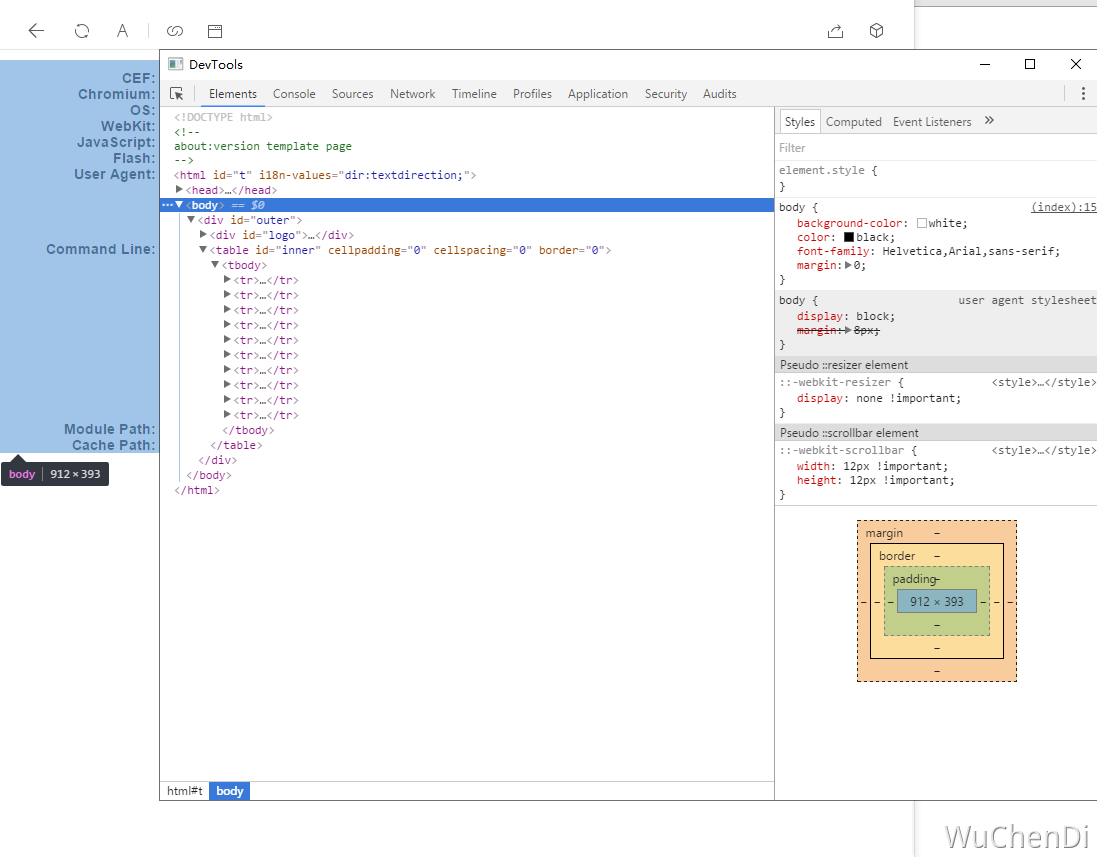 DevTools
Elements Console Sources Network Timeline Profiles Application Security Audits
CEF:
Chromium:
OS:
WebKit:
JavaScript:
Flash:
User Agent:
Command Line:
Module Path:
Cache Path:
body 912 × 393
<!DOCTYPE html>
<!--
about:version template page
-->
<html id="t" i18n-values="dir:textdirection;">
<head>…</head>
…<body> == $0
<div id="outer">
<div id="logo">…</div>
<table id="inner" cellpadding="0" cellspacing="0" border="0">
<tbody>
<tr>…</tr>
<tr>…</tr>
<tr>…</tr>
<tr>…</tr>
<tr>…</tr>
<tr>…</tr>
<tr>…</tr>
<tr>…</tr>
<tr>…</tr>
<tr>…</tr>
</tbody>
</table>
</div>
</body>
</html>
html#t body
Styles Computed Event Listeners »
Filter
element.style {
}
body { (index):15
background-color: white;
color: black;
font-family: Helvetica,Arial,sans-serif;
margin: 0;
}
body { user agent stylesheet
display: block;
margin: 8px;
}
Pseudo ::resizer element
::-webkit-resizer { <style>…</style>
display: none !important;
}
Pseudo ::scrollbar element
::-webkit-scrollbar { <style>…</style>
width: 12px !important;
height: 12px !important;
}
margin –
border –
padding –
– – – 912 × 393 – – –
–
–
–
WuChenDi